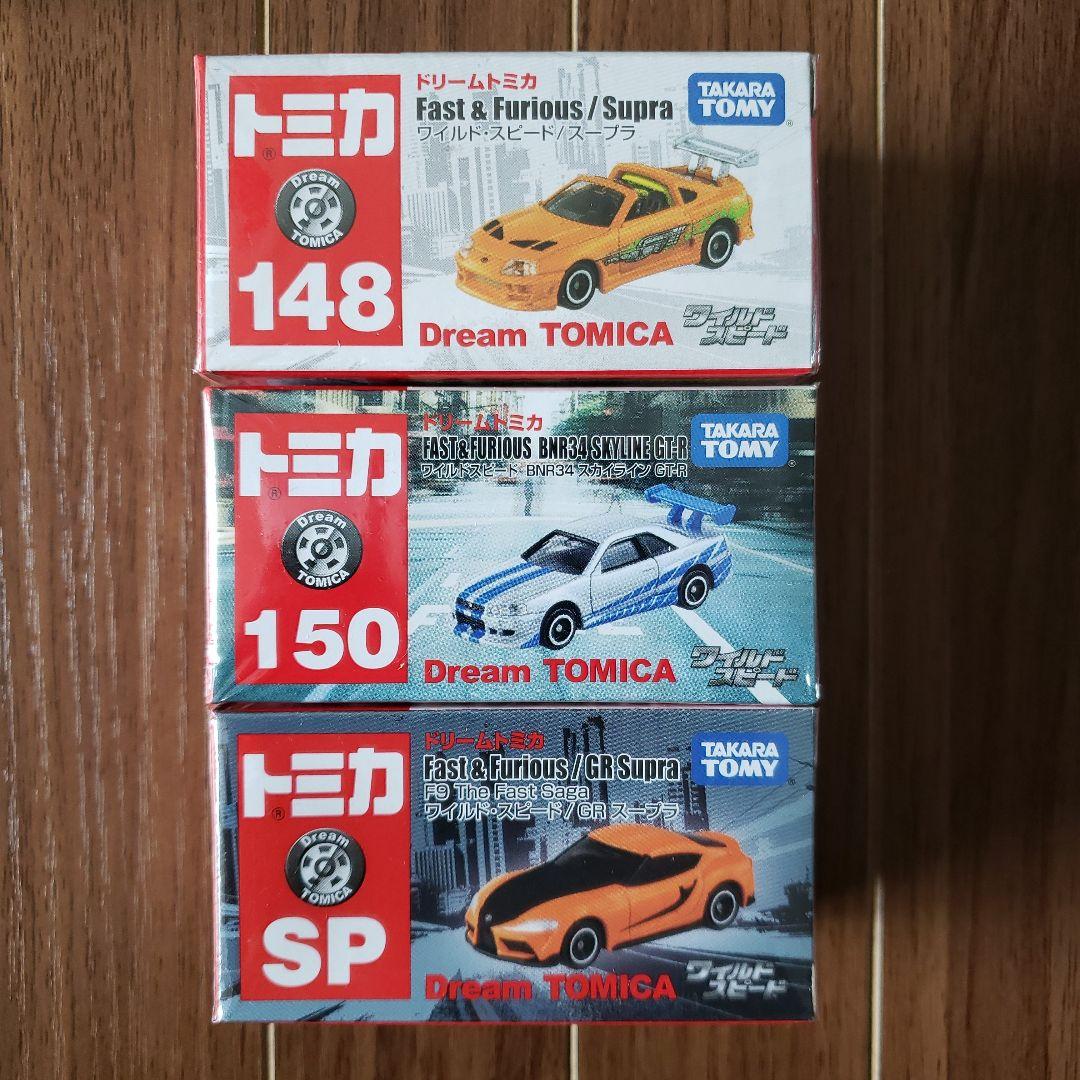 トミカ
®
Dream
TOMICA
148
ドリームトミカ
Fast & Furious / Supra
ワイルド・スピード/スープラ
TAKARA
TOMY
®
Dream TOMICA
ワイルド
スピード
トミカ
®
Dream
TOMICA
150
ドリームトミカ
FAST&FURIOUS BNR34 SKYLINE GT-R
ワイルドスピード BNR34 スカイライン GT-R
TAKARA
TOMY
®
Dream TOMICA
ワイルド
スピード
トミカ
®
Dream
TOMICA
SP
ドリームトミカ
Fast & Furious / GR Supra
F9 The Fast Saga
ワイルド・スピード/GR スープラ
TAKARA
TOMY
®
Dream TOMICA
ワイルド
スピード